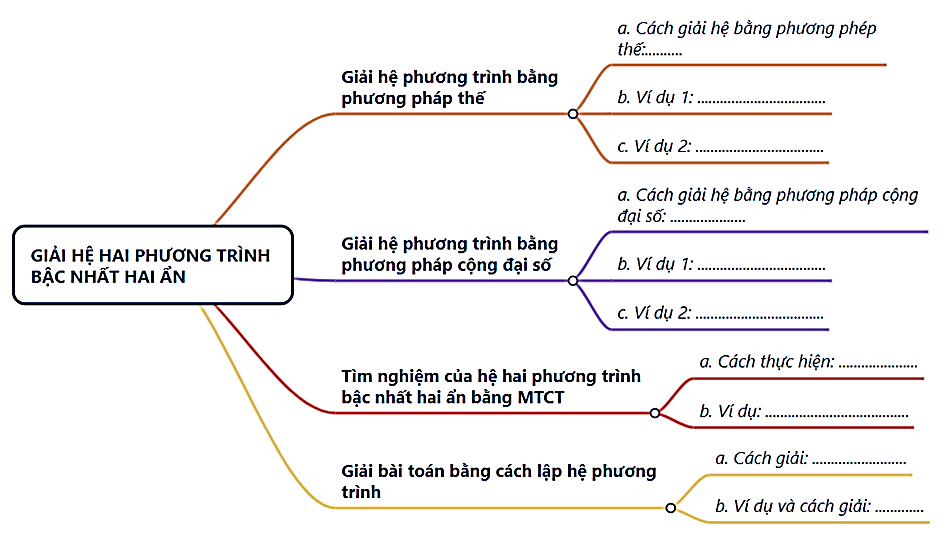 GIẢI HỆ HAI PHƯƠNG TRÌNH
BẬC NHẤT HAI ẨN
Giải hệ phương trình bằng
phương pháp thế
a. Cách giải hệ bằng phương phép
thế:..........
b. Ví dụ 1: ..................................
c. Ví dụ 2: ..................................
Giải hệ phương trình bằng
phương pháp cộng đại số
a. Cách giải hệ bằng phương pháp cộng
đại số: ....................
b. Ví dụ 1: ..................................
c. Ví dụ 2: ..................................
Tìm nghiệm của hệ hai phương trình
bậc nhất hai ẩn bằng MTCT
a. Cách thực hiện: .....................
b. Ví dụ: ......................................
Giải bài toán bằng cách lập hệ phương
trình
a. Cách giải: .........................
b. Ví dụ và cách giải: .............